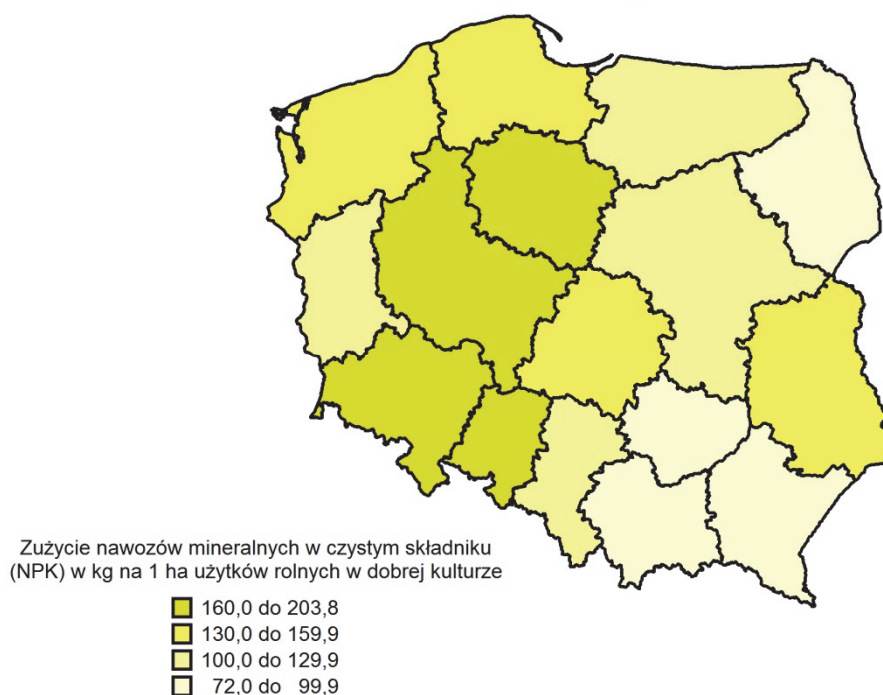 Zużycie nawozów mineralnych w czystym składniku
(NPK) w kg na 1 ha użytków rolnych w dobrej kulturze
160,0 do 203,8
130,0 do 159,9
100,0 do 129,9
72,0 do 99,9